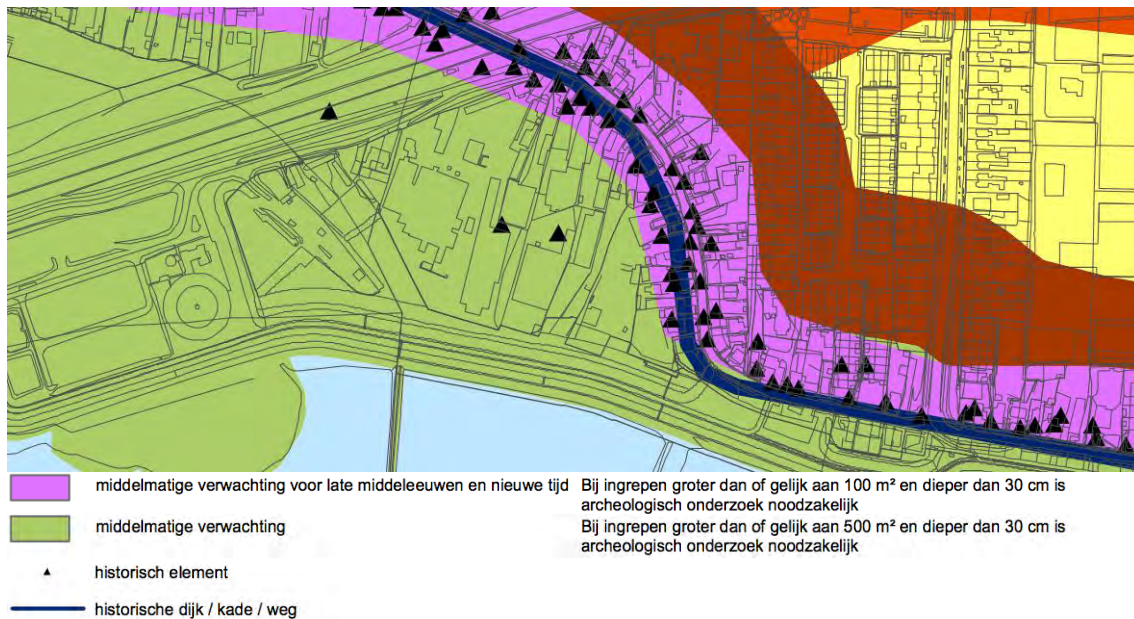 middelmatige verwachting voor late middeleeuwen en nieuwe tijd Bij ingrepen groter dan of gelijk aan 100 m² en dieper dan 30 cm is
archeologisch onderzoek noodzakelijk
middelmatige verwachting Bij ingrepen groter dan of gelijk aan 500 m² en dieper dan 30 cm is
archeologisch onderzoek noodzakelijk
historisch element
historische dijk / kade / weg